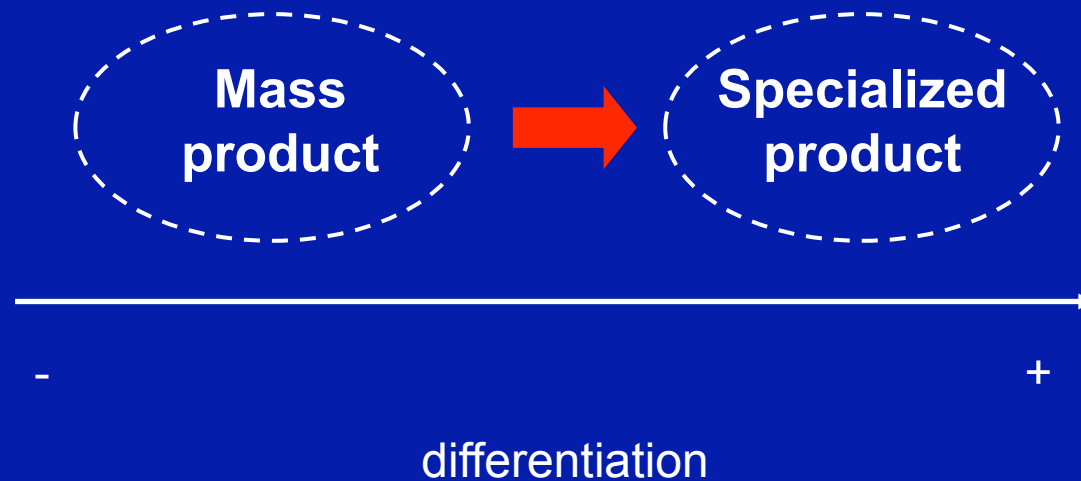 Mass
product
Specialized
product
- +
differentiation